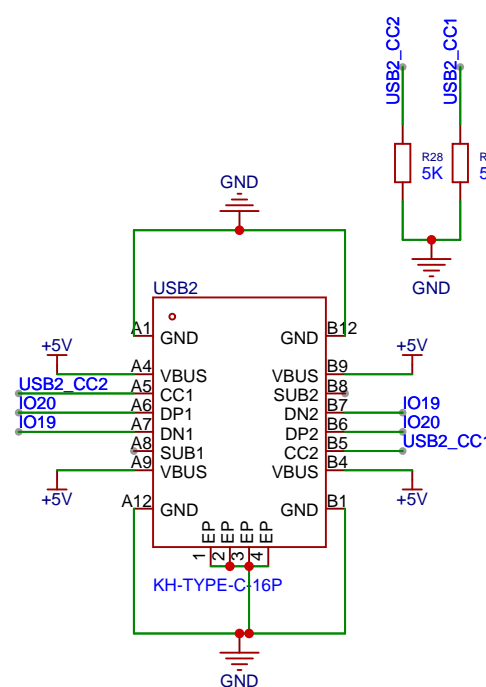 USB2_CC2
USB2_CC1
R28
5K
R
5
GND
GND
USB2
A1
GND
GND
B12
+5V
+5V
A4
VBUS
VBUS
B9
USB2_CC2
A5
CC1
SUB2
B8
IO20
A6
DP1
DN2
B7
IO19
IO19
A7
DN1
DP2
B6
IO20
A8
SUB1
CC2
B5
USB2_CC1
A9
VBUS
VBUS
B4
+5V
+5V
A12
GND
GND
B1
EP
EP
EP
EP
1
2
3
4
KH-TYPE-C-16P
GND